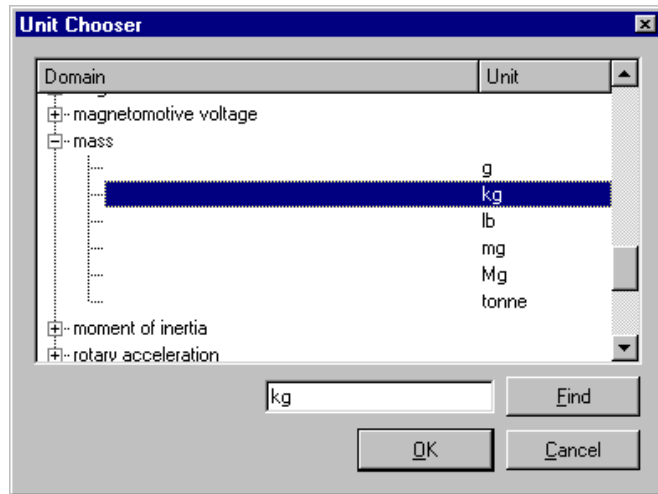 Unit Chooser
Domain Unit
magnetomotive voltage
mass
g
kg
lb
mg
Mg
tonne
moment of inertia
rotary acceleration
kg Find
OK Cancel